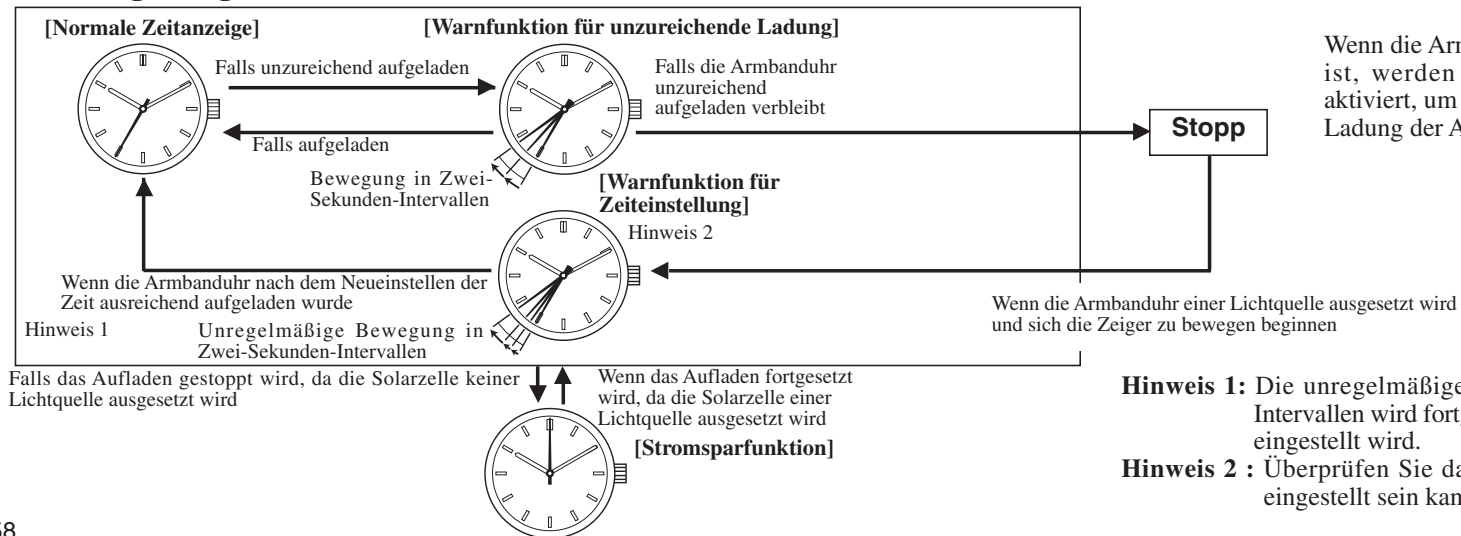 [Normale Zeitanzeige]
[Warnfunktion für unzureichende Ladung]
Falls unzureichend aufgeladen
Falls die Armbanduhr
unzureichend
aufgeladen verbleibt
Falls aufgeladen
Stopp
Bewegung in Zwei-
Sekunden-Intervallen
[Warnfunktion für
Zeiteinstellung]
Hinweis 2
Wenn die Armbanduhr nach dem Neueinstellen der
Zeit ausreichend aufgeladen wurde
Hinweis 1
Unregelmäßige Bewegung in
Zwei-Sekunden-Intervallen
Wenn die Armbanduhr einer Lichtquelle ausgesetzt wird
und sich die Zeiger zu bewegen beginnen
Falls das Aufladen gestoppt wird, da die Solarzelle keiner
Lichtquelle ausgesetzt wird
Wenn das Aufladen fortgesetzt
wird, da die Solarzelle einer
Lichtquelle ausgesetzt wird
[Stromsparfunktion]
Wenn die Arm
ist, werden
aktiviert, um
Ladung der A
Hinweis 1: Die unregelmäßige
Intervallen wird fort
eingestellt wird.
Hinweis 2 : Überprüfen Sie da
eingestellt sein kan